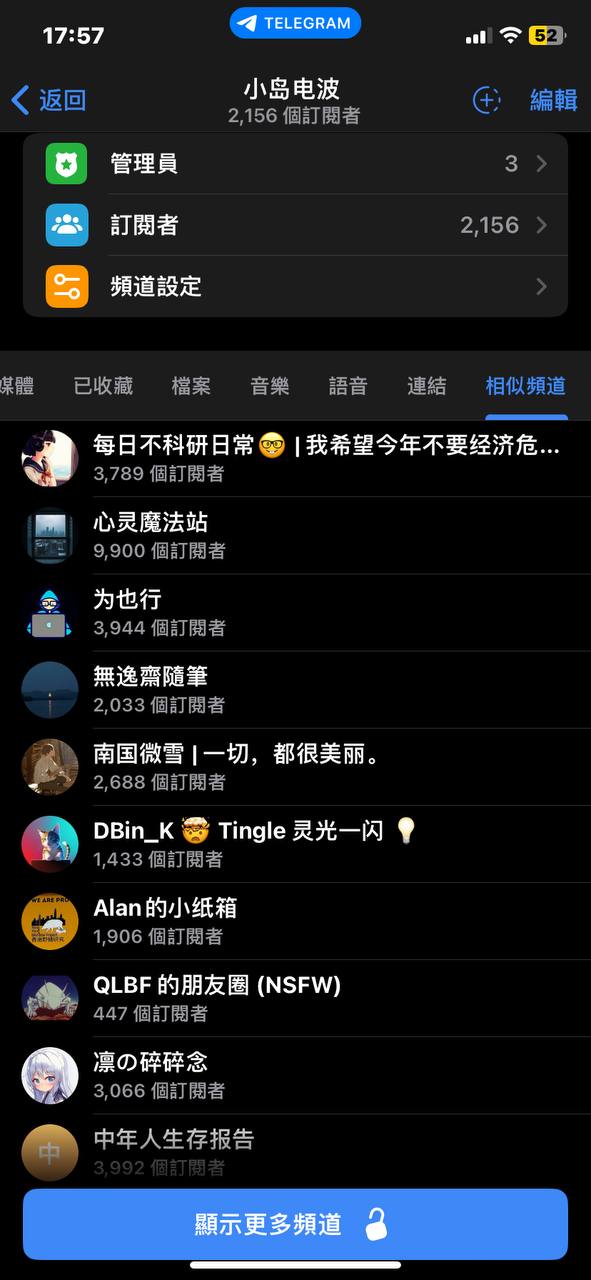 17:57
TELEGRAM
52
返回
小岛电波
2,156 個訂閱者
編輯
管理員
3
訂閱者
2,156
頻道設定
媒體
已收藏
檔案
音樂
語音
連結
相似頻道
每日不科研日常🤓 | 我希望今年不要经济危...
3,789 個訂閱者
心灵魔法站
9,900 個訂閱者
为也行
3,944 個訂閱者
無逸齋隨筆
2,033 個訂閱者
南国微雪 | 一切，都很美丽。
2,688 個訂閱者
DBin_K 🤯 Tingle 灵光一闪 💡
1,433 個訂閱者
WE ARE PRO
Alan的小纸箱
1,906 個訂閱者
QLBF 的朋友圈 (NSFW)
447 個訂閱者
凛の碎碎念
3,066 個訂閱者
中
中年人生存报告
3,992 個訂閱者
顯示更多頻道